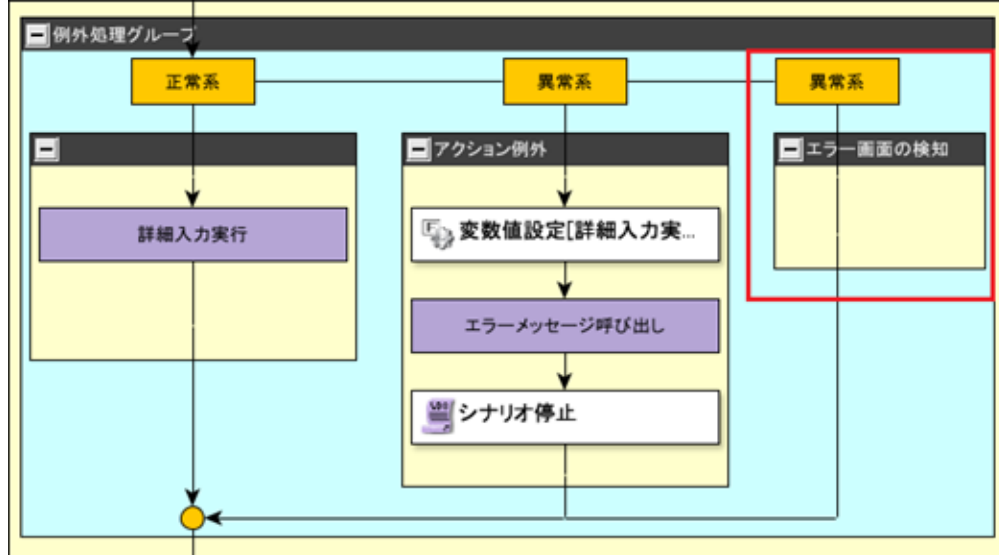 例外処理グループ
正常系
異常系
異常系
アクション例外
エラー画面の検知
詳細入力実行
変数値設定[詳細入力実...
エラーメッセージ呼び出し
シナリオ停止